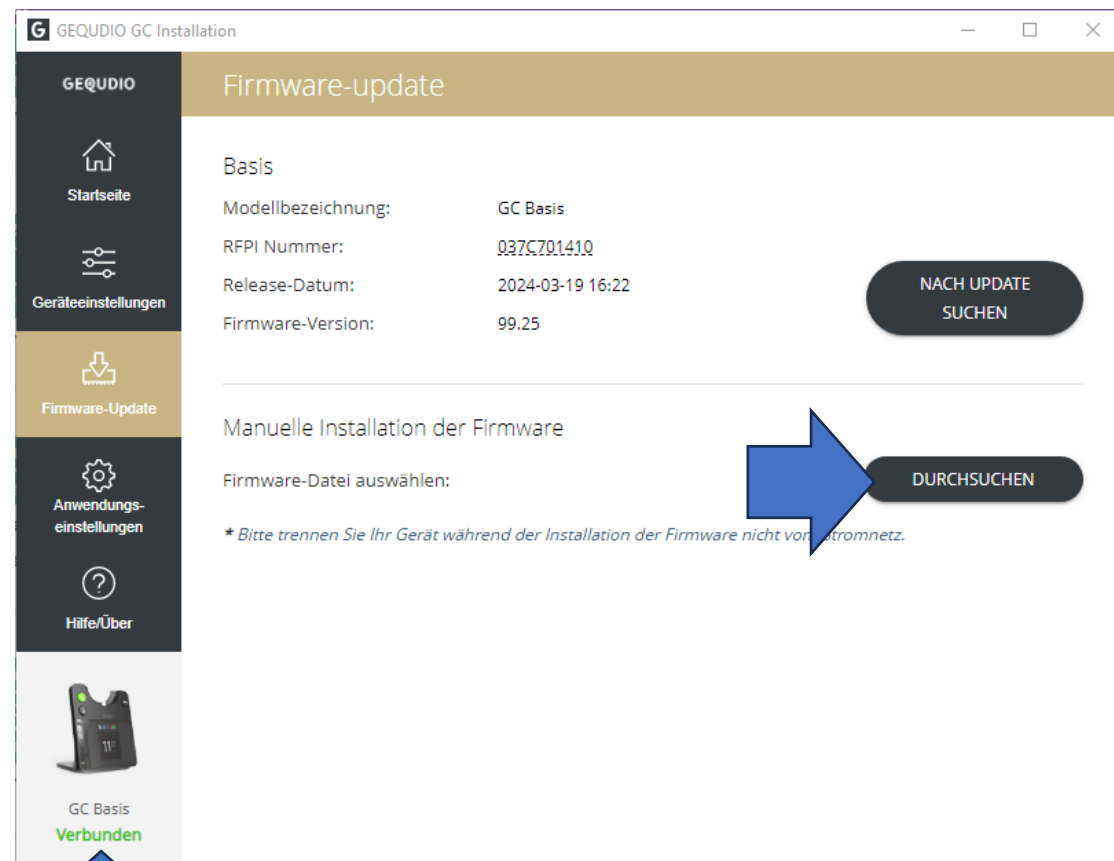 G GEQUDIO GC Installation
GEQUDIO
Firmware-update
Startseite
Geräteeinstellungen
Firmware-Update
Anwendungs-
einstellungen
Hilfe/Über
GC Basis
Verbunden
Basis
Modellbezeichnung: GC Basis
RFPI Nummer: 037C701410
Release-Datum: 2024-03-19 16:22
Firmware-Version: 99.25
NACH UPDATE
SUCHEN
Manuelle Installation der Firmware
Firmware-Datei auswählen:
DURCHSUCHEN
* Bitte trennen Sie Ihr Gerät während der Installation der Firmware nicht vom Stromnetz.